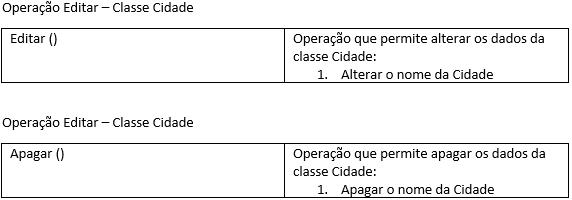 Operação Editar – Classe Cidade
Editar ()
Operação que permite alterar os dados da
classe Cidade:
1. Alterar o nome da Cidade
Operação Editar – Classe Cidade
Apagar ()
Operação que permite apagar os dados da
classe Cidade:
1. Apagar o nome da Cidade